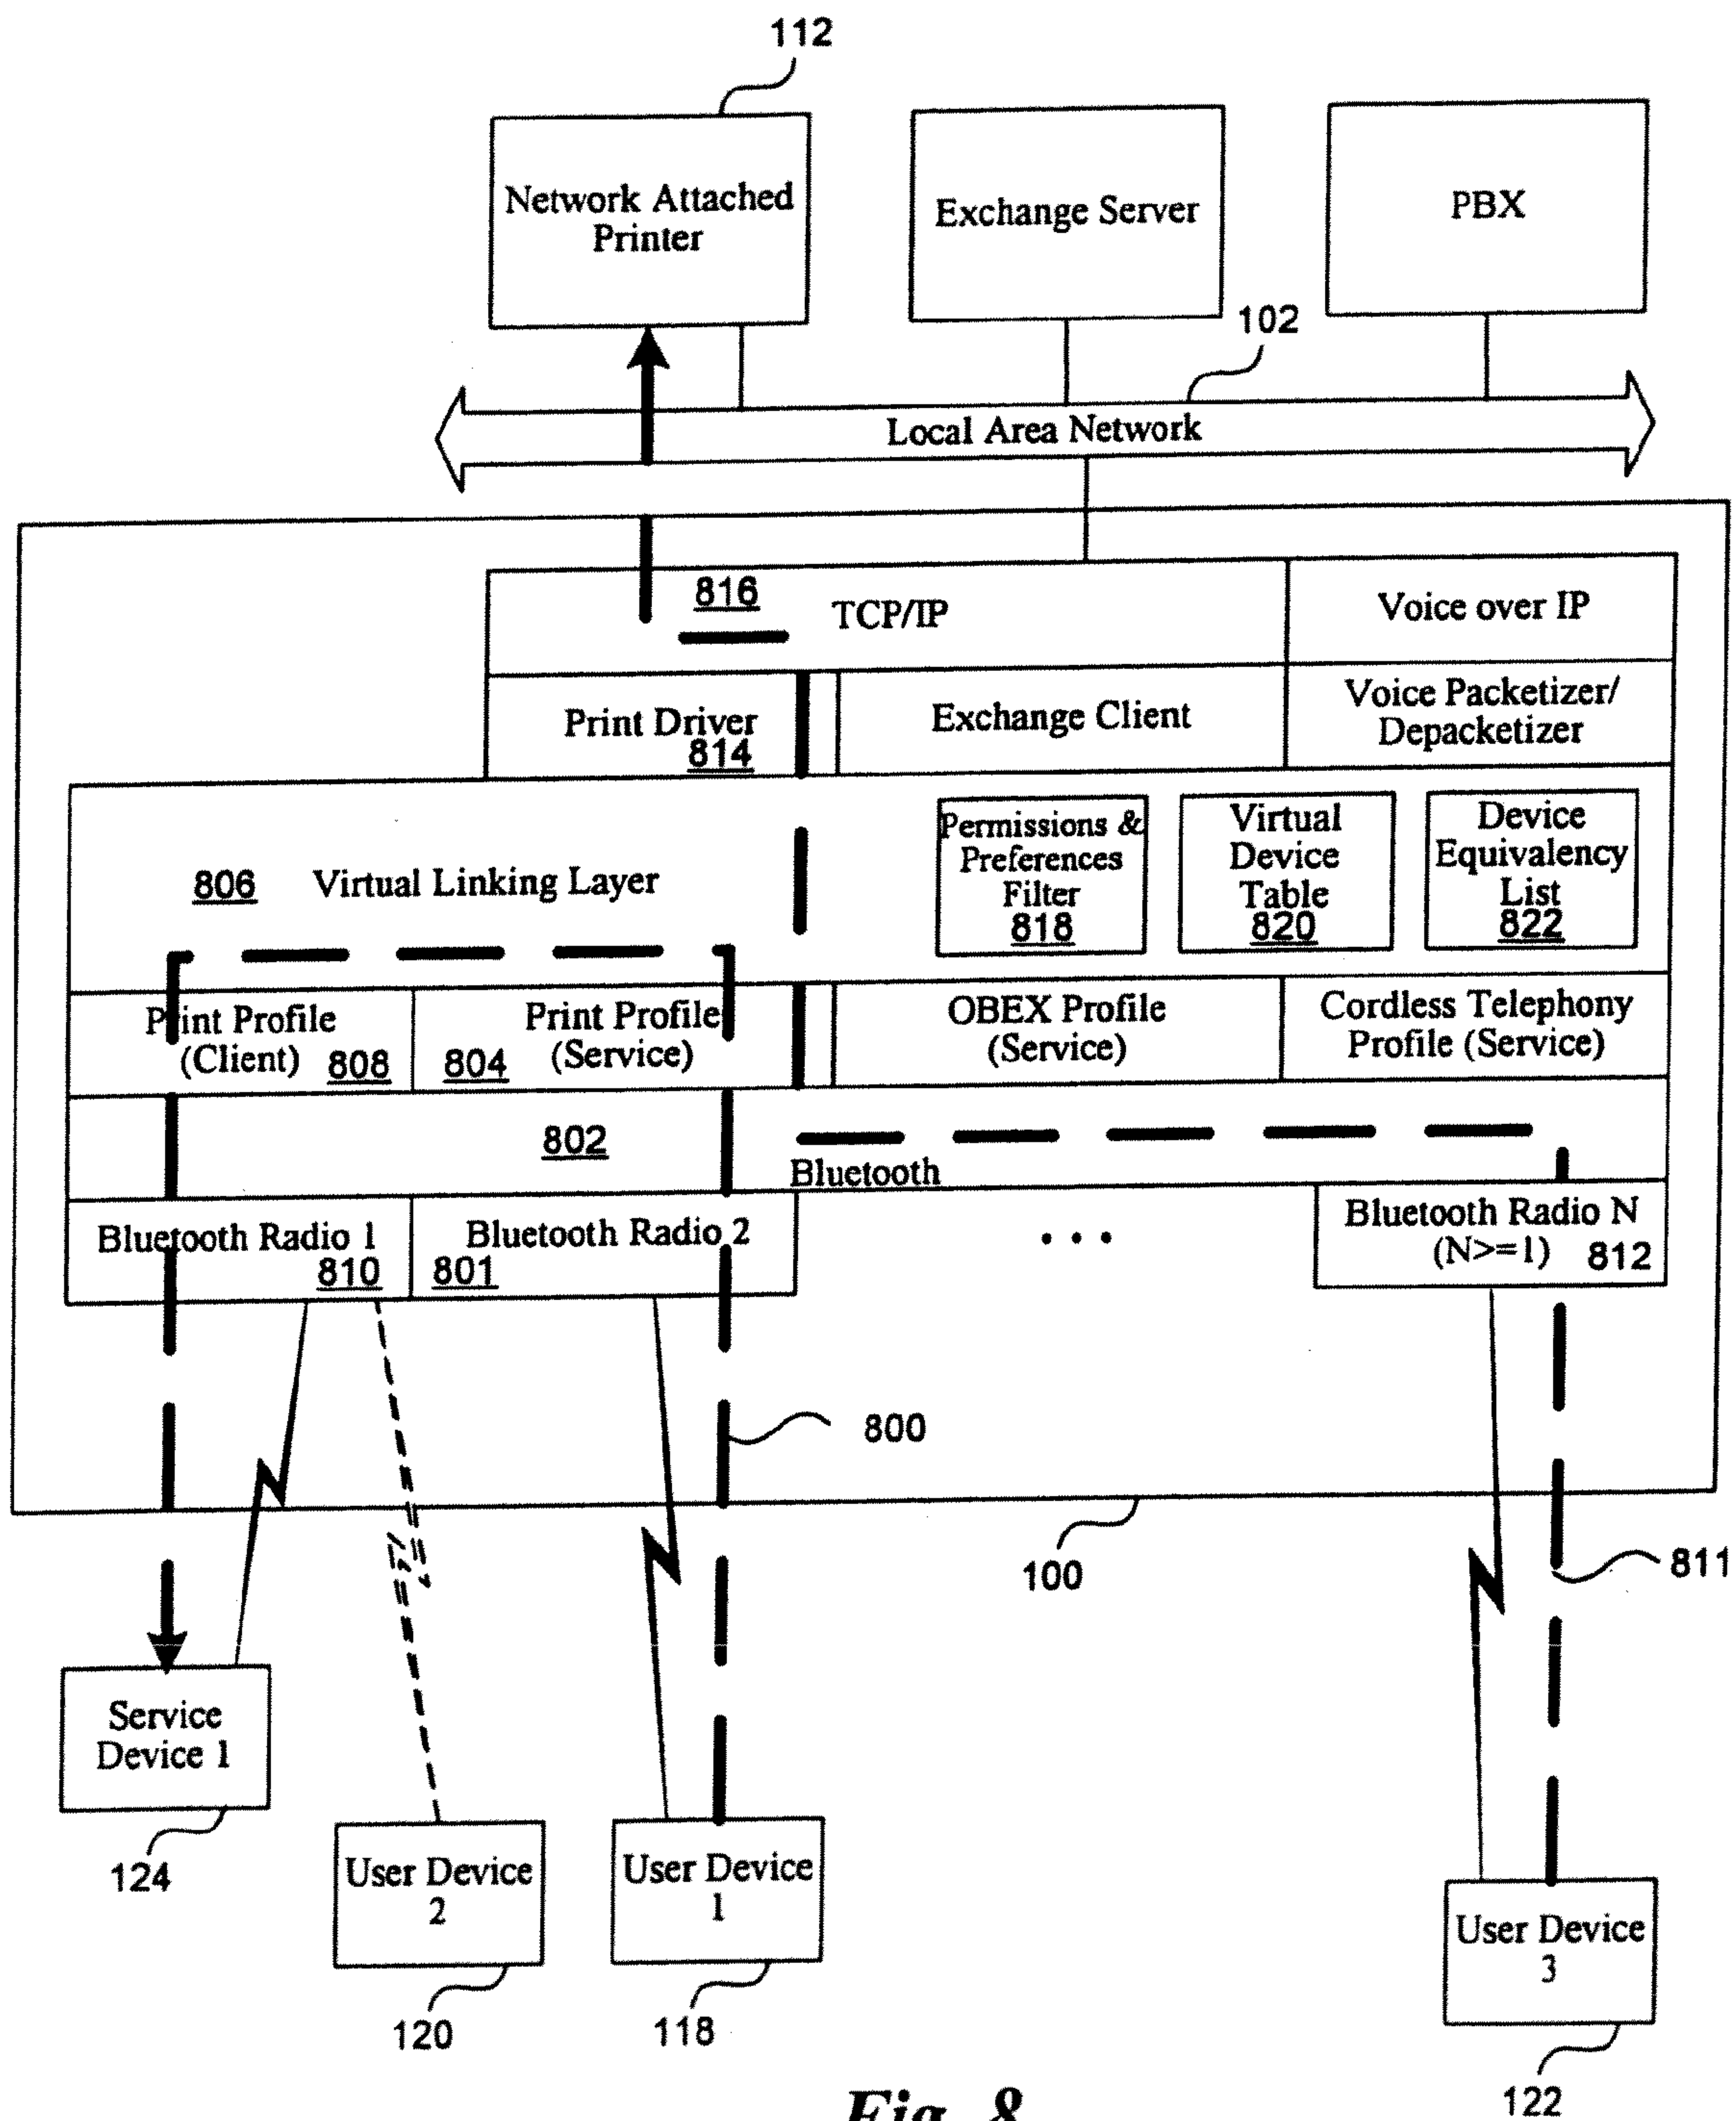 112
Network Attached
Printer
Exchange Server
PBX
102
Local Area Network
816
TCP/IP
Voice over IP
Print Driver
814
Exchange Client
Voice Packetizer/
Depacketizer
806
Virtual Linking Layer
Permissions &
Preferences
Filter
818
Virtual
Device
Table
820
Device
Equivalency
List
822
Print Profile
(Client)
808
804
Print Profile
(Service)
OBEX Profile
(Service)
Cordless Telephony
Profile (Service)
802
Bluetooth
Bluetooth Radio 1
810
Bluetooth Radio 2
801
...
Bluetooth Radio N
(N>=1)
812
800
100
811
Service
Device 1
124
User Device
2
120
User Device
1
118
User Device
3
122
Fig. 8